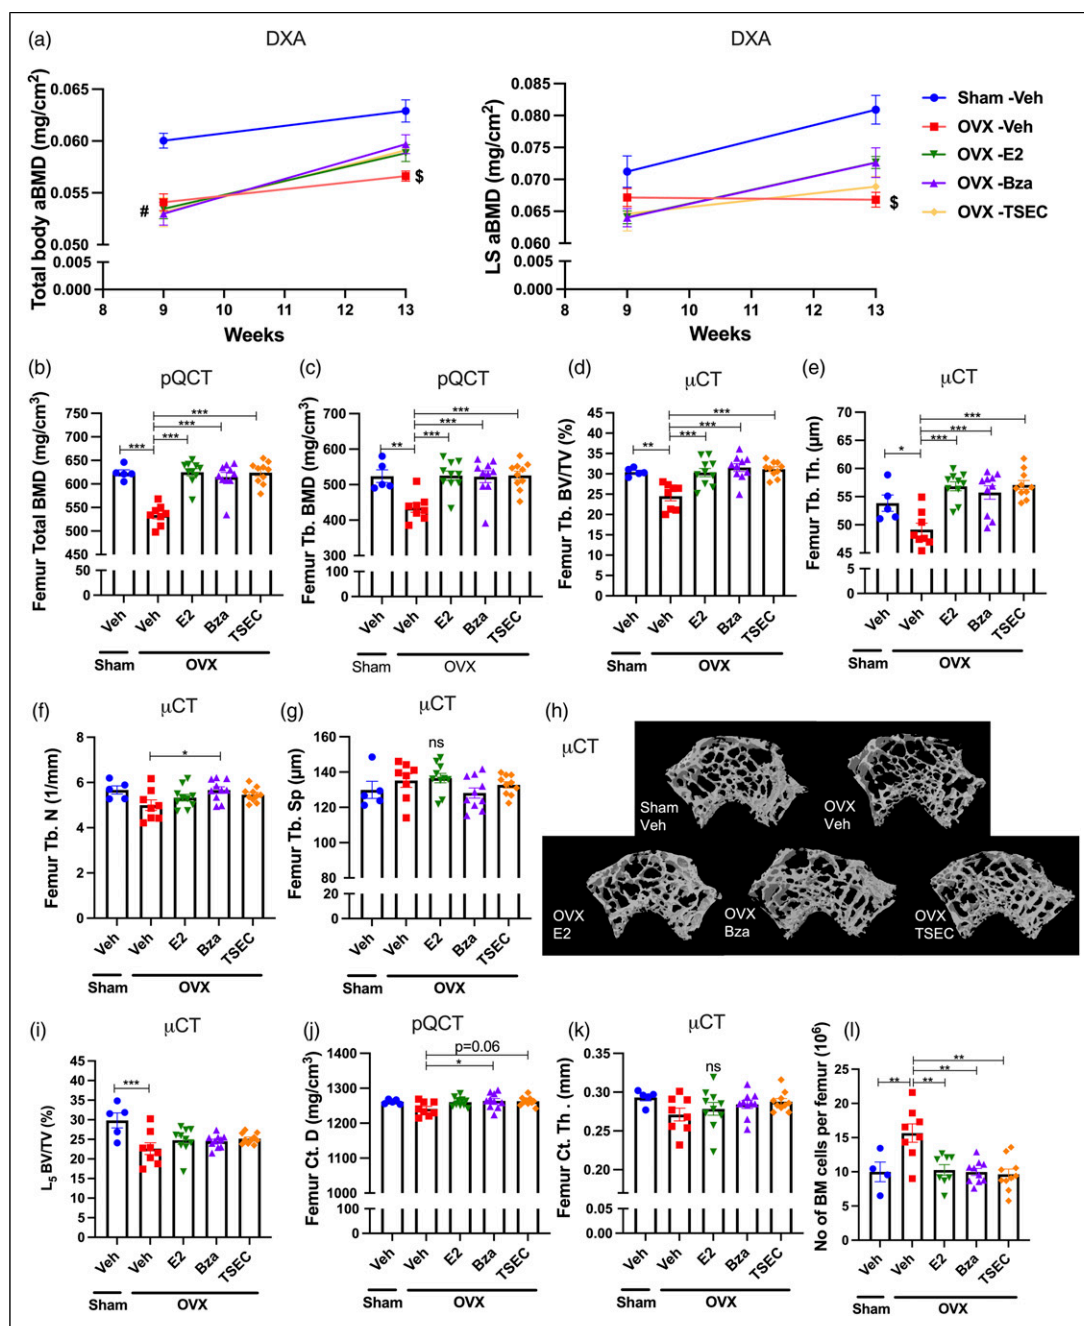 (a)
DXA
DXA
Total body aBMD (mg/cm²)
0.065
0.060
0.055
0.050
0.005
0.000
#
$
8 9 10 11 12 13
Weeks
LS aBMD (mg/cm²)
0.085
0.080
0.075
0.070
0.065
0.060
0.005
0.000
$
8 9 10 11 12 13
Weeks
Sham -Veh
OVX -Veh
OVX -E2
OVX -Bza
OVX -TSEC
(b)
pQCT
Femur Total BMD (mg/cm³)
750
700
650
600
550
500
450
50
0
***
***
***
***
Veh Veh E2 Bza TSEC
Sham OVX
(c)
pQCT
Femur Tb. BMD (mg/cm³)
700
600
500
400
300
100
0
***
***
** ***
Veh Veh E2 Bza TSEC
Sham OVX
(d)
µCT
Femur Tb. BV/TV (%)
45
40
35
30
25
20
15
10
5
0
***
***
** ***
Veh Veh E2 Bza TSEC
Sham OVX
(e)
µCT
Femur Tb. Th. (µm)
70
65
60
55
50
45
5
0
***
***
* ***
Veh Veh E2 Bza TSEC
Sham OVX
(f)
µCT
Femur Tb. N (1/mm)
8
6
4
2
0
*
Veh Veh E2 Bza TSEC
Sham OVX
(g)
µCT
Femur Tb. Sp (µm)
160
140
120
100
80
20
0
ns
Veh Veh E2 Bza TSEC
Sham OVX
(h)
µCT
Sham
Veh
OVX
Veh
OVX
E2
OVX
Bza
OVX
TSEC
(i)
µCT
L₅ BV/TV (%)
45
40
35
30
25
20
15
10
5
0
***
Veh Veh E2 Bza TSEC
Sham OVX
(j)
pQCT
Femur Ct. D (mg/cm³)
1400
1300
1200
1100
1000
100
0
p=0.06
*
Veh Veh E2 Bza TSEC
Sham OVX
(k)
µCT
Femur Ct. Th . (mm)
0.35
0.30
0.25
0.20
0.05
0.00
ns
Veh Veh E2 Bza TSEC
Sham OVX
(l)
No of BM cells per femur (10⁶)
25
20
15
10
5
0
**
**
** **
Veh Veh E2 Bza TSEC
Sham OVX